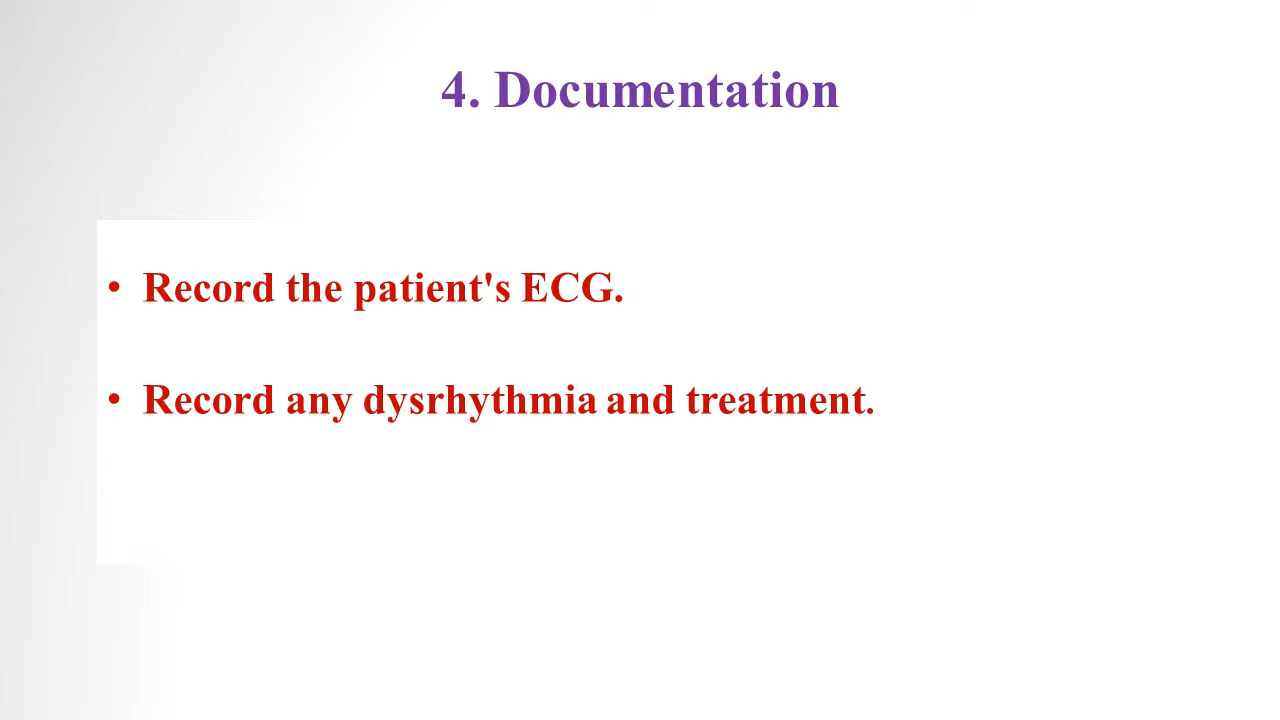 4. Documentation
• Record the patient's ECG.
• Record any dysrhythmia and treatment.